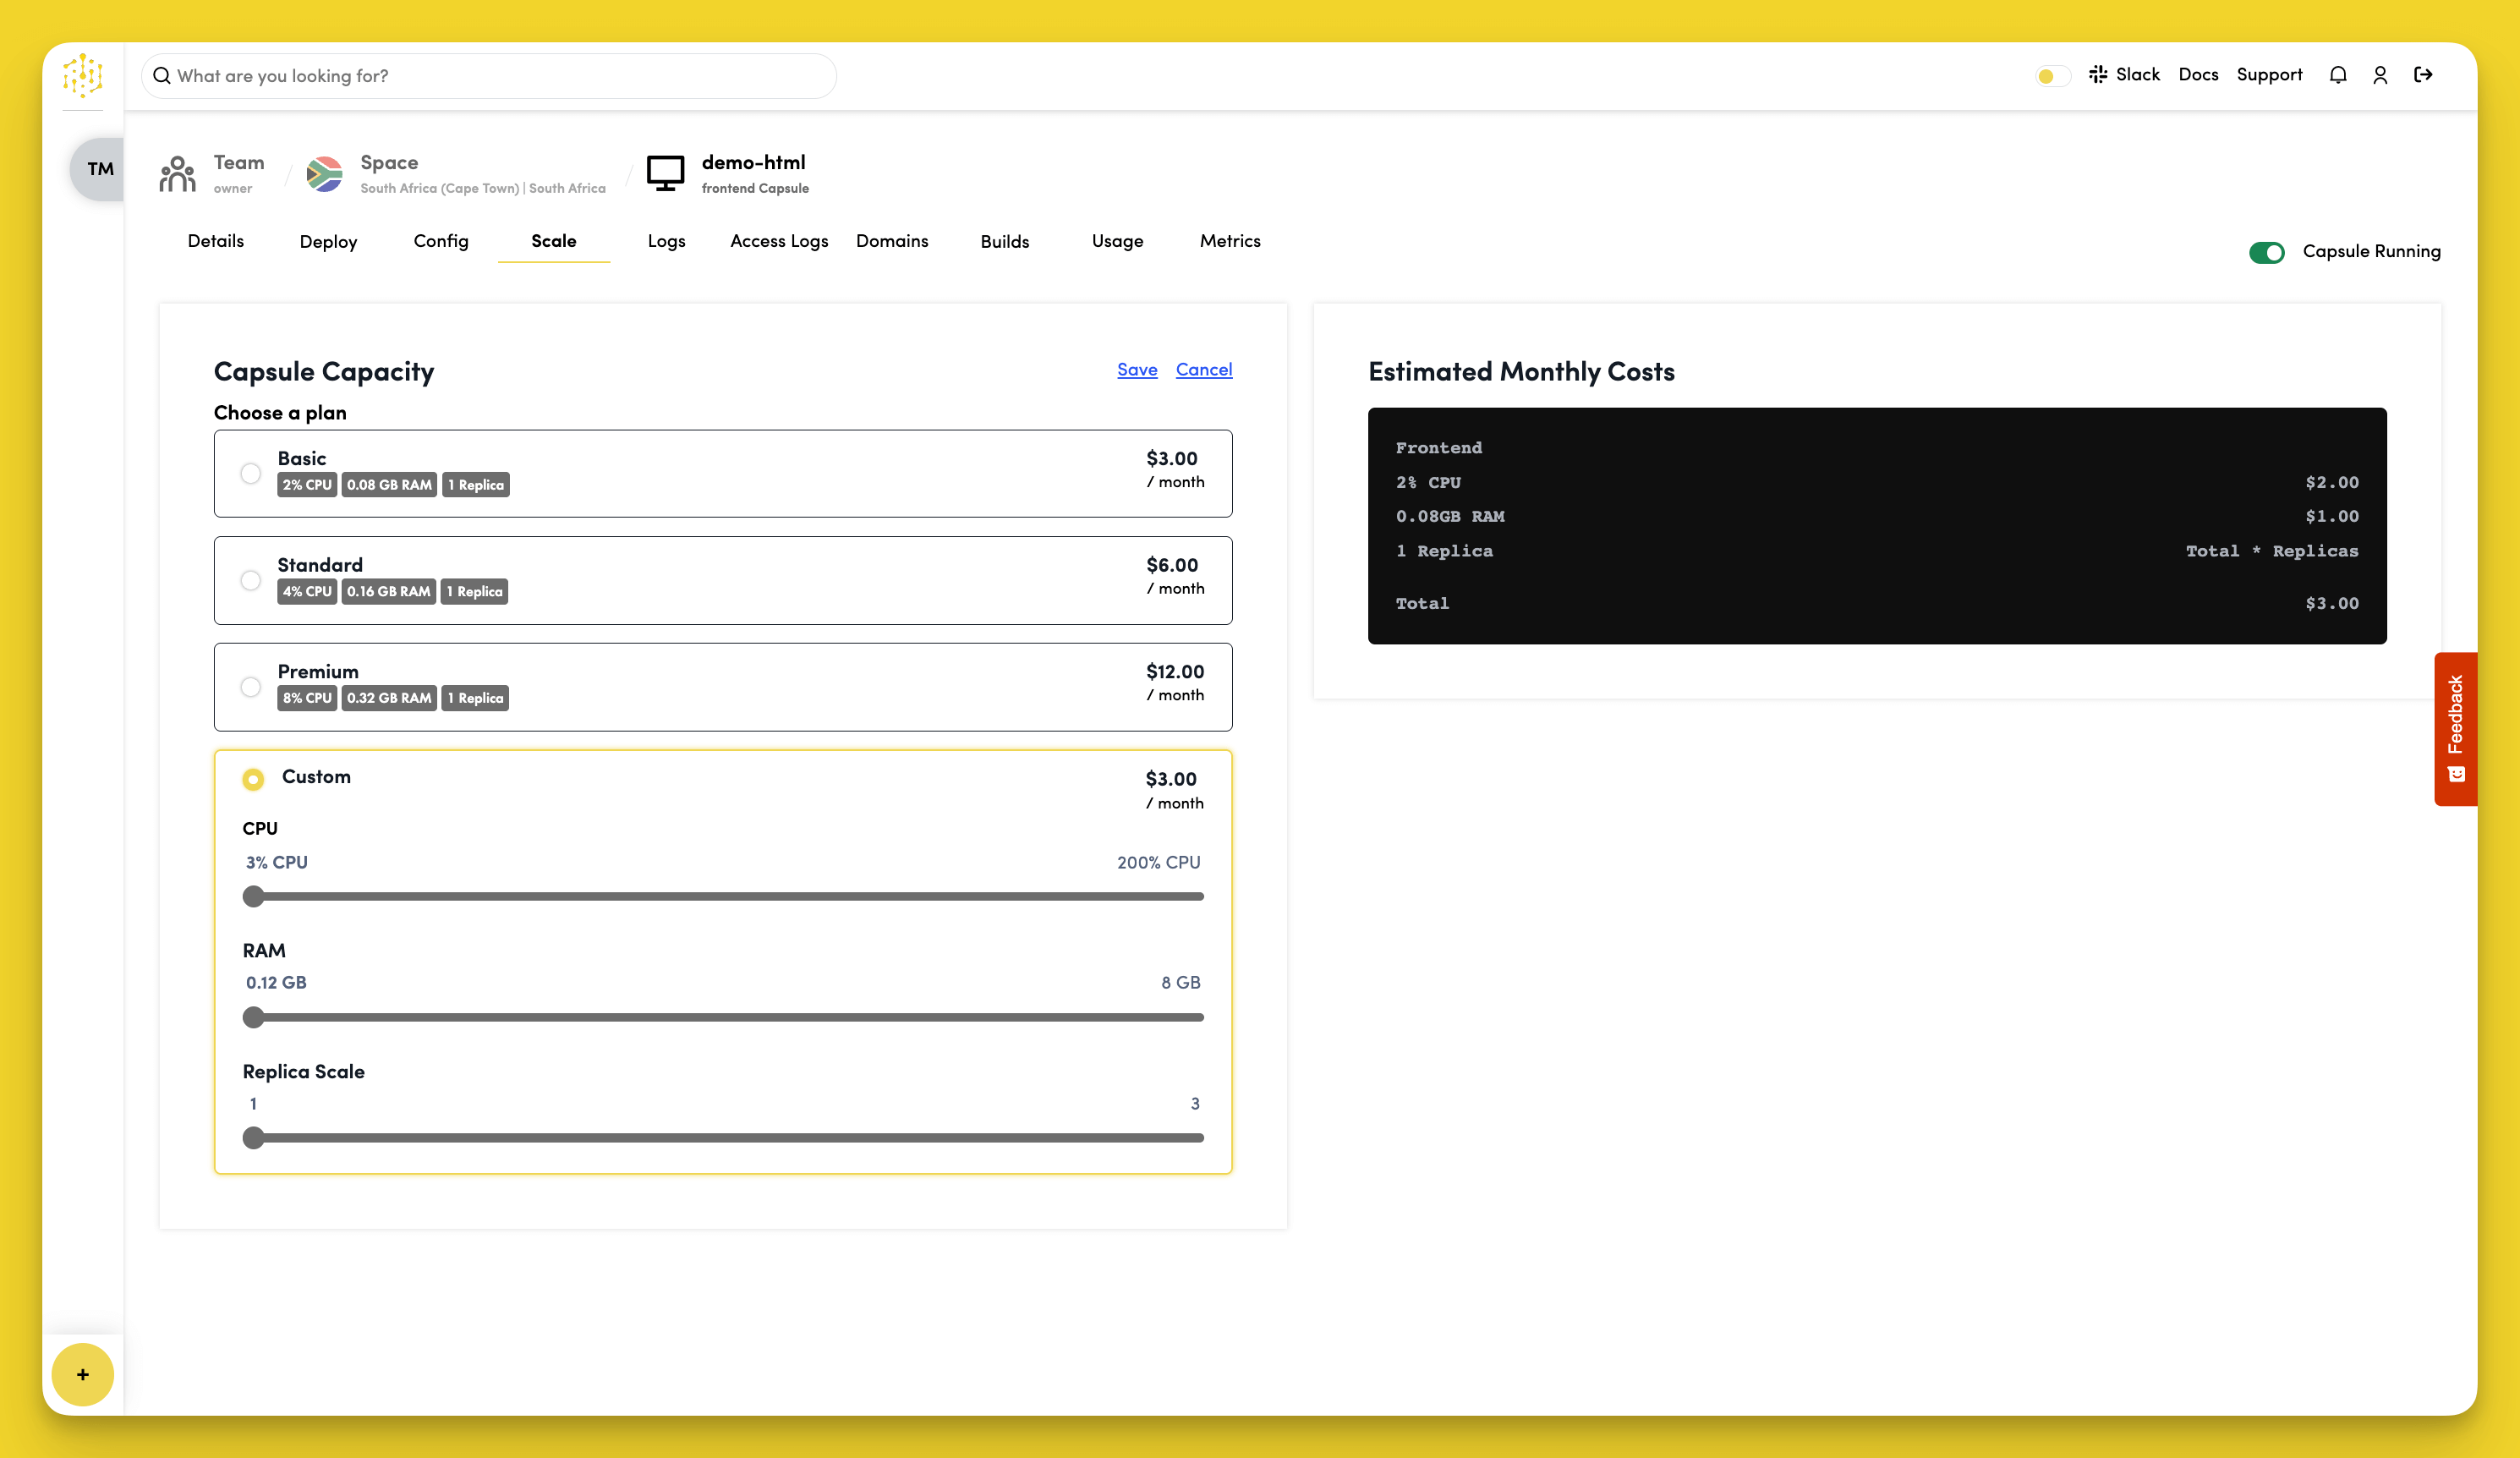 What are you looking for?
Slack Docs Support
TM
Team
owner
Space
South Africa (Cape Town) | South Africa
demo-html
frontend Capsule
Details Deploy Config Scale Logs Access Logs Domains Builds Usage Metrics
Capsule Running
Capsule Capacity
Save Cancel
Choose a plan
Basic
2% CPU 0.08 GB RAM 1 Replica
$3.00
/ month
Standard
4% CPU 0.16 GB RAM 1 Replica
$6.00
/ month
Premium
8% CPU 0.32 GB RAM 1 Replica
$12.00
/ month
Custom
$3.00
/ month
CPU
3% CPU 200% CPU
RAM
0.12 GB 8 GB
Replica Scale
1 3
Estimated Monthly Costs
Frontend
2% CPU $2.00
0.08GB RAM $1.00
1 Replica Total * Replicas
Total $3.00
Feedback
+